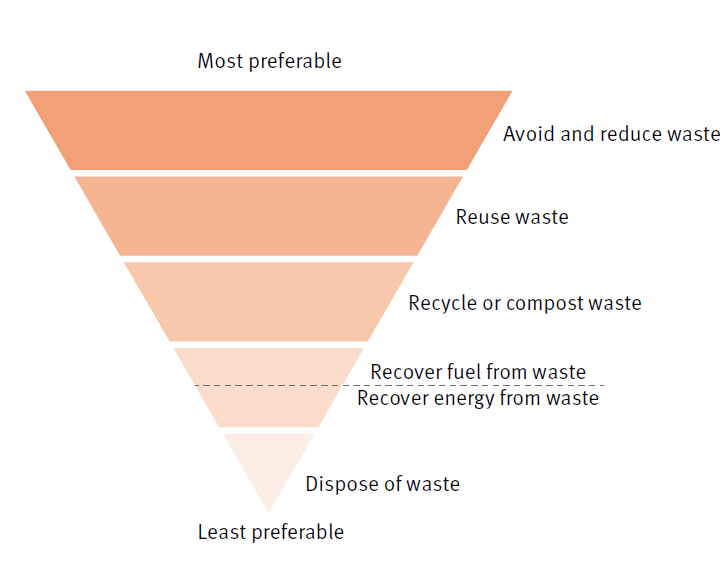 Most preferable
Avoid and reduce waste
Reuse waste
Recycle or compost waste
Recover fuel from waste
Recover energy from waste
Dispose of waste
Least preferable